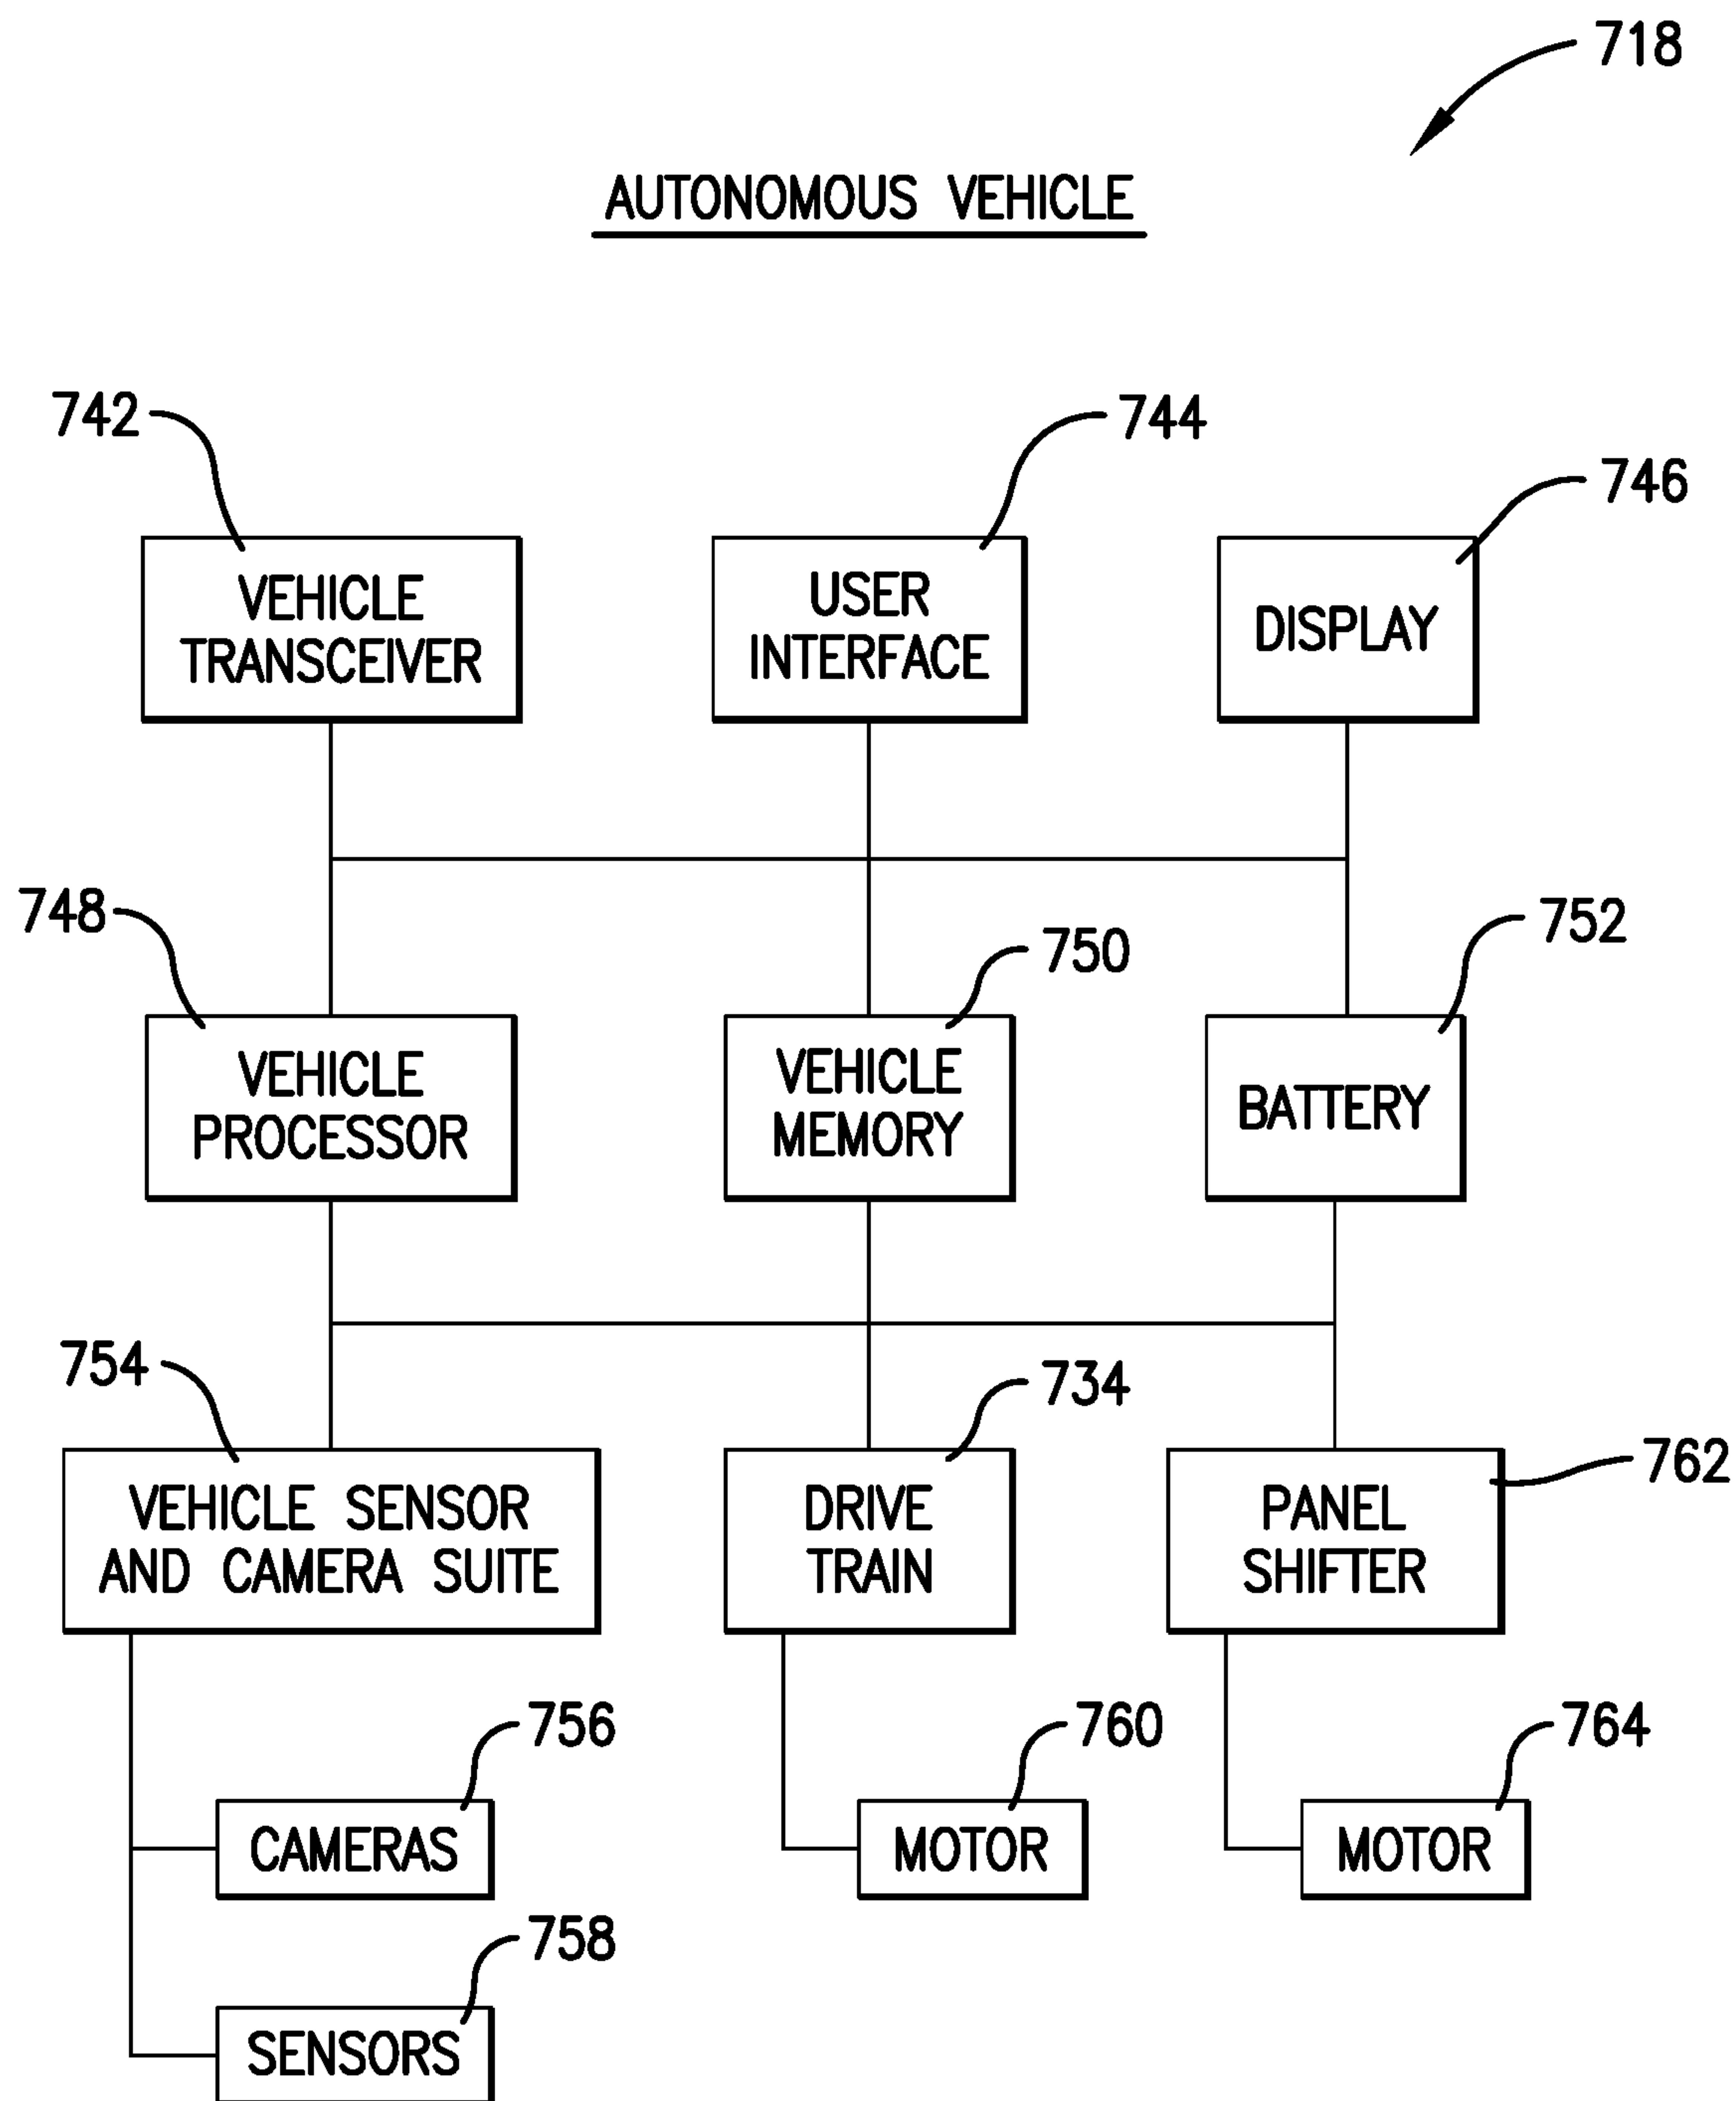 718
AUTONOMOUS VEHICLE
742
744
746
VEHICLE
TRANSCEIVER
USER
INTERFACE
DISPLAY
748
750
752
VEHICLE
PROCESSOR
VEHICLE
MEMORY
BATTERY
754
734
762
VEHICLE SENSOR
AND CAMERA SUITE
DRIVE
TRAIN
PANEL
SHIFTER
756
760
764
CAMERAS
MOTOR
MOTOR
758
SENSORS